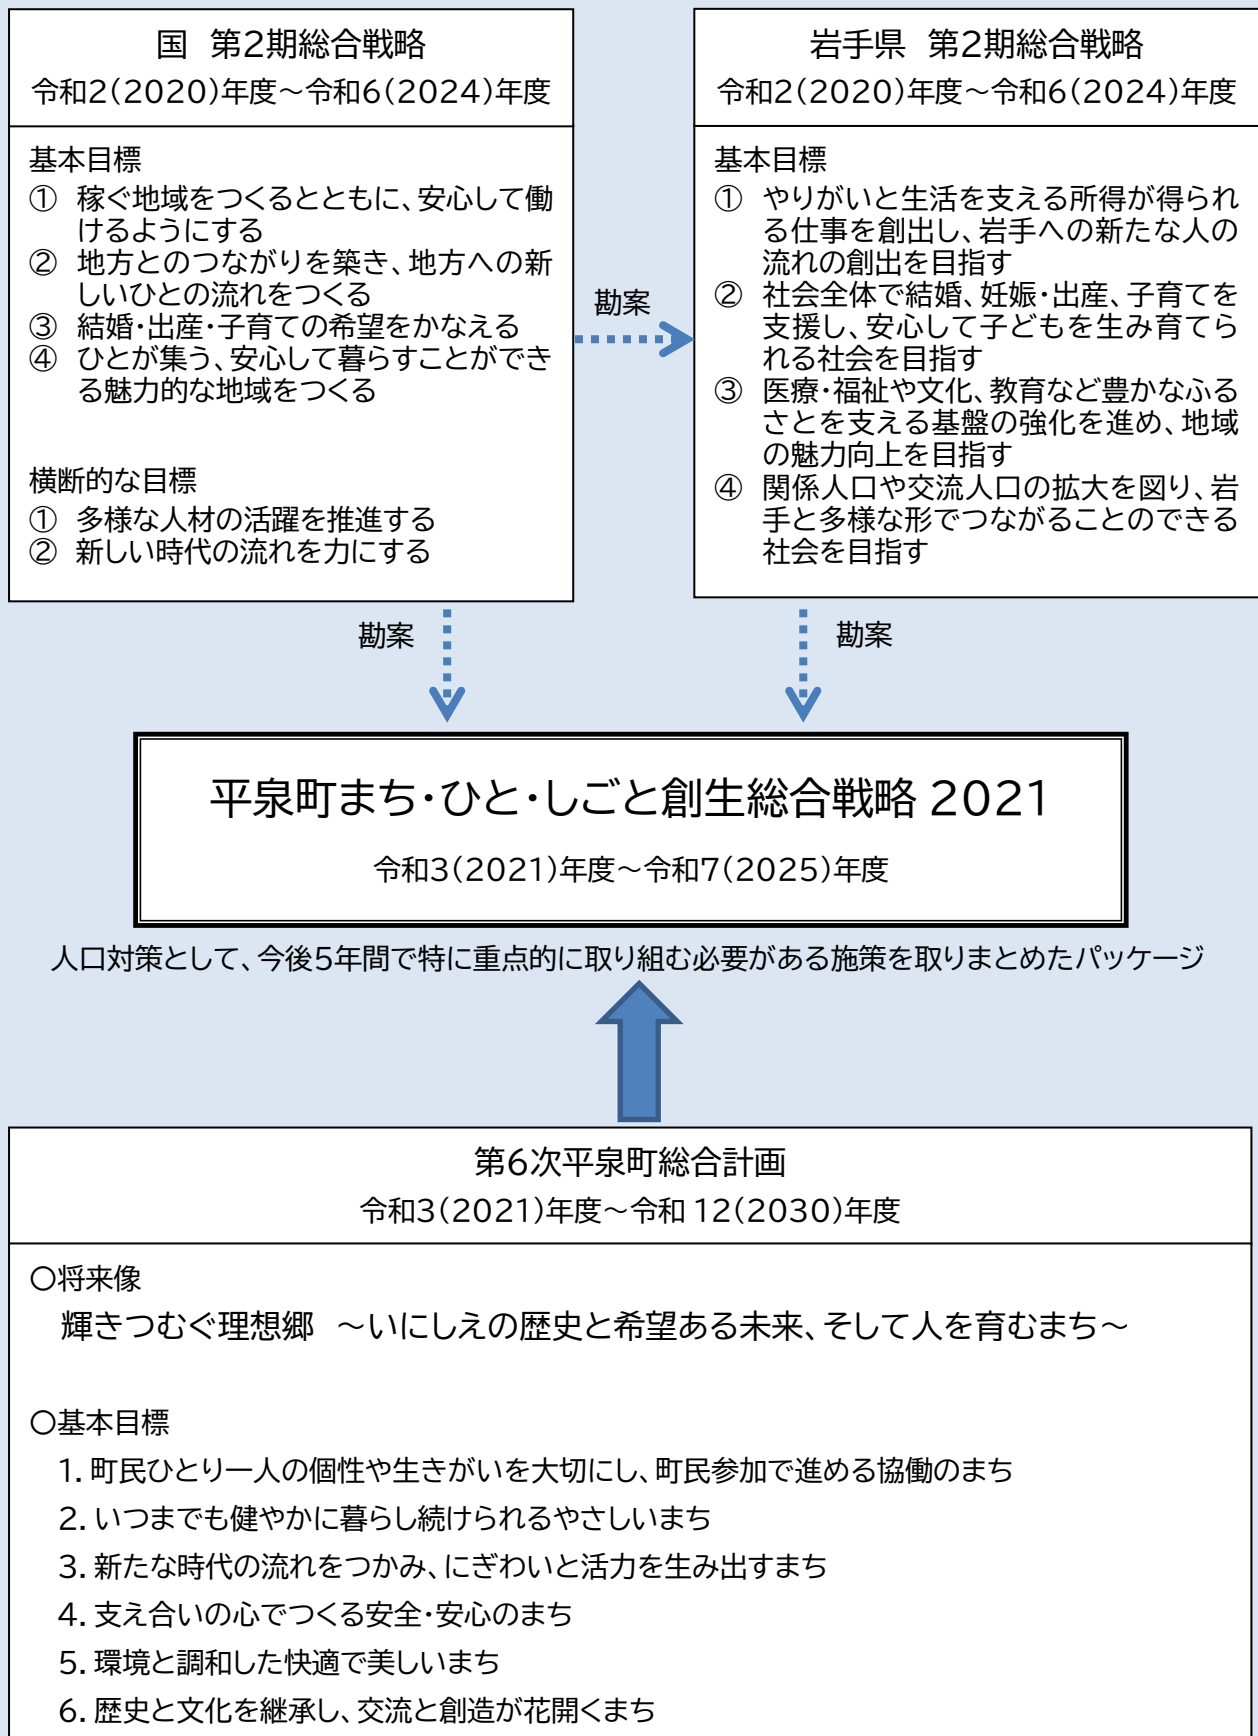 国 第2期総合戦略
令和2(2020)年度～令和6(2024)年度
基本目標
① 稼ぐ地域をつくるとともに、安心して働
けるようにする
② 地方とのつながりを築き、地方への新
しいひとの流れをつくる
③ 結婚・出産・子育ての希望をかなえる
④ ひとが集う、安心して暮らすことができ
る魅力的な地域をつくる
横断的な目標
① 多様な人材の活躍を推進する
② 新しい時代の流れを力にする
勘案
岩手県 第2期総合戦略
令和2(2020)年度～令和6(2024)年度
基本目標
① やりがいと生活を支える所得が得られ
る仕事を創出し、岩手への新たな人の
流れの創出を目指す
② 社会全体で結婚、妊娠・出産、子育てを
支援し、安心して子どもを生み育てら
れる社会を目指す
③ 医療・福祉や文化、教育など豊かなふる
さとを支える基盤の強化を進め、地域
の魅力向上を目指す
④ 関係人口や交流人口の拡大を図り、岩
手と多様な形でつながることのできる
社会を目指す
勘案
勘案
平泉町まち・ひと・しごと創生総合戦略 2021
令和3(2021)年度～令和7(2025)年度
人口対策として、今後5年間で特に重点的に取り組む必要がある施策を取りまとめたパッケージ
第6次平泉町総合計画
令和3(2021)年度～令和 12(2030)年度
〇将来像
輝きつむぐ理想郷 ～いにしえの歴史と希望ある未来、そして人を育むまち～
〇基本目標
1. 町民ひとり一人の個性や生きがいを大切にし、町民参加で進める協働のまち
2. いつまでも健やかに暮らし続けられるやさしいまち
3. 新たな時代の流れをつかみ、にぎわいと活力を生み出すまち
4. 支え合いの心でつくる安全・安心のまち
5. 環境と調和した快適で美しいまち
6. 歴史と文化を継承し、交流と創造が花開くまち